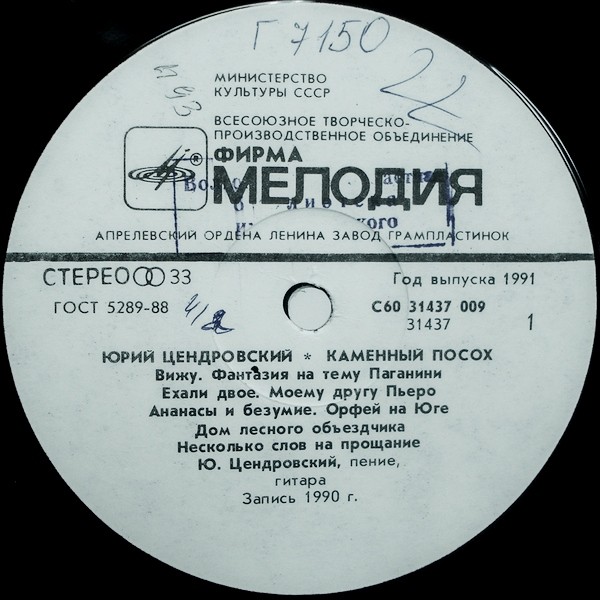 Г 7150
22
МИНИСТЕРСТВО
КУЛЬТУРЫ СССР
ВСЕСОЮЗНОЕ ТВОРЧЕСКО-
ПРОИЗВОДСТВЕННОЕ ОБЪЕДИНЕНИЕ
ФИРМА
® МЕЛОДИЯ
АПРЕЛЕВСКИЙ ОРДЕНА ЛЕНИНА ЗАВОД ГРАМПЛАСТИНОК
СТЕРЕО 33 Год выпуска 1991
ГОСТ 5289-88 С60 31437 009
31437 1
ЮРИЙ ЦЕНДРОВСКИЙ * КАМЕННЫЙ ПОСОХ
Вижу. Фантазия на тему Паганини
Ехали двое. Моему другу Пьеро
Ананасы и безумие. Орфей на Юге
Дом лесного объездчика
Несколько слов на прощание
Ю. Цендровский, пение,
гитара
Запись 1990 г.